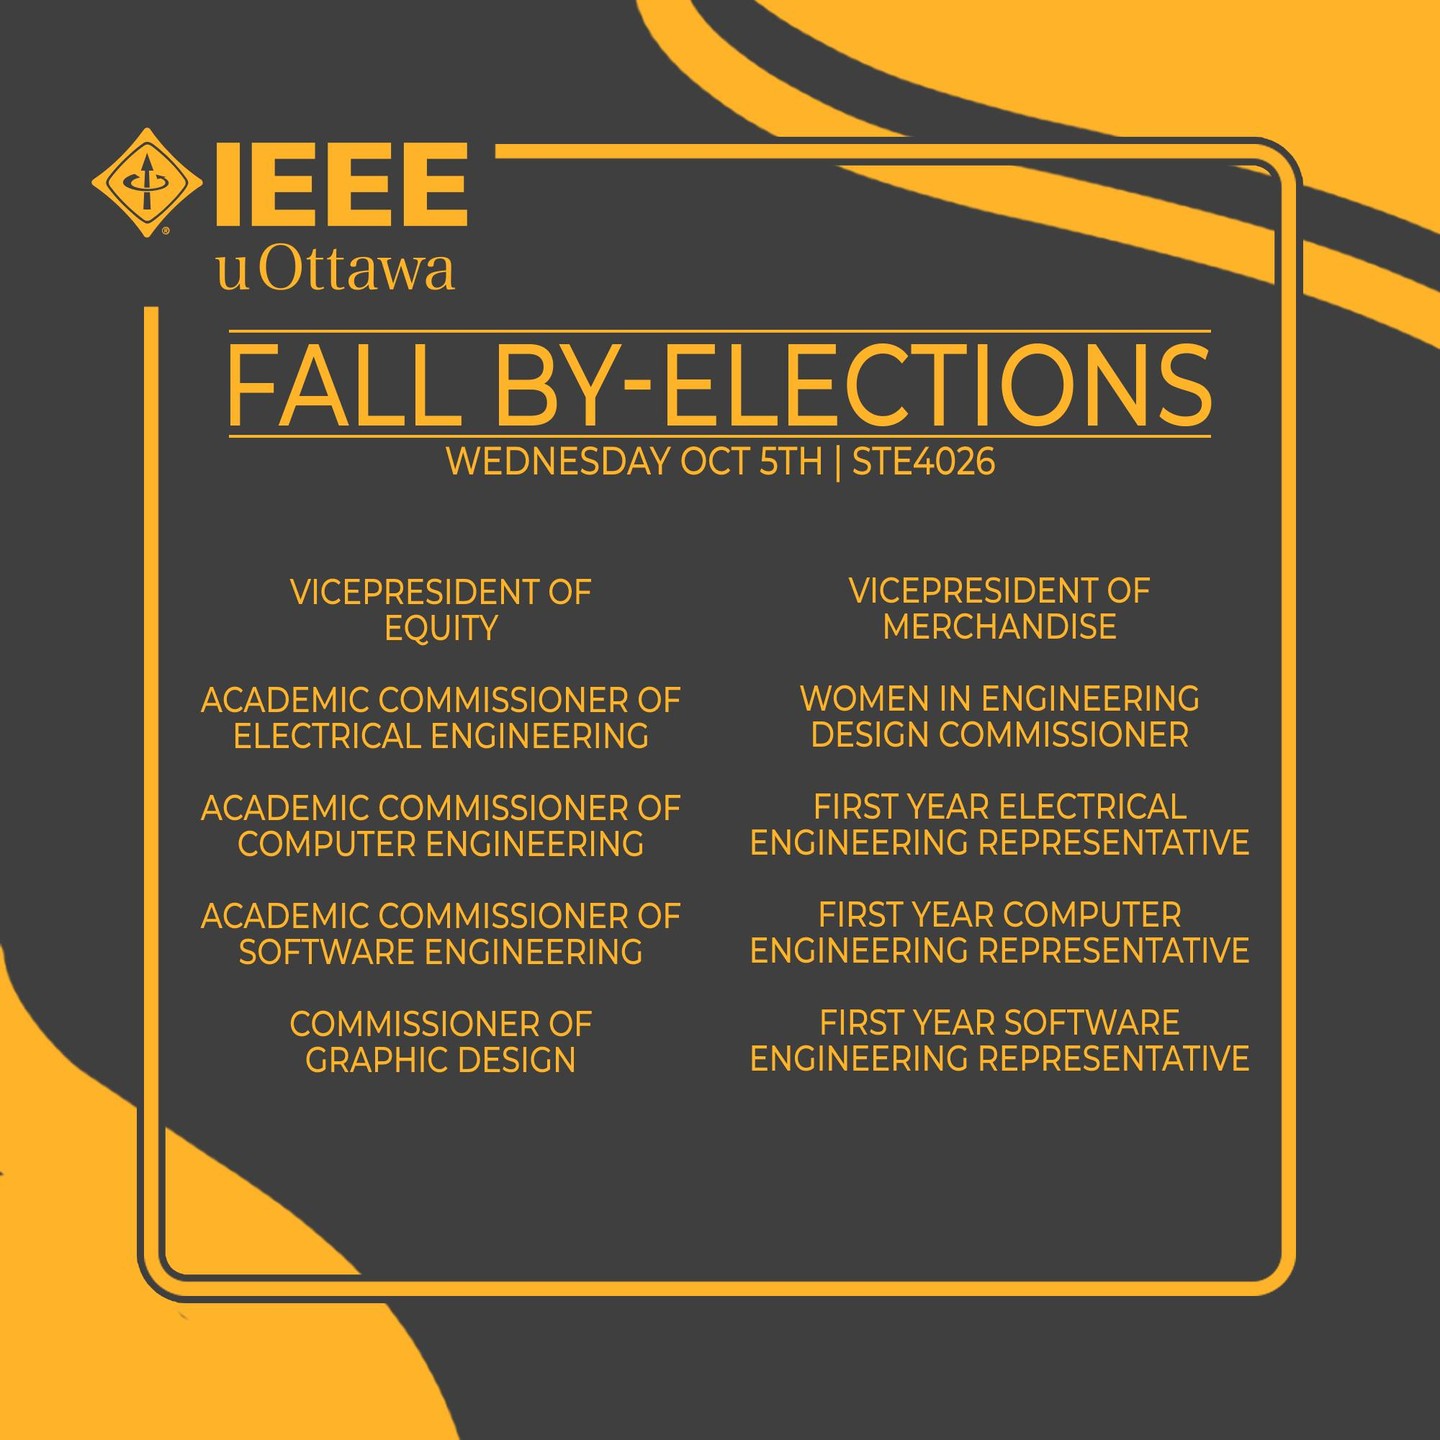 IEEE
uOttawa
FALL BY-ELECTIONS
WEDNESDAY OCT 5TH | STE4026
VICEPRESIDENT OF
EQUITY
ACADEMIC COMMISSIONER OF
ELECTRICAL ENGINEERING
ACADEMIC COMMISSIONER OF
COMPUTER ENGINEERING
ACADEMIC COMMISSIONER OF
SOFTWARE ENGINEERING
COMMISSIONER OF
GRAPHIC DESIGN
VICEPRESIDENT OF
MERCHANDISE
WOMEN IN ENGINEERING
DESIGN COMMISSIONER
FIRST YEAR ELECTRICAL
ENGINEERING REPRESENTATIVE
FIRST YEAR COMPUTER
ENGINEERING REPRESENTATIVE
FIRST YEAR SOFTWARE
ENGINEERING REPRESENTATIVE